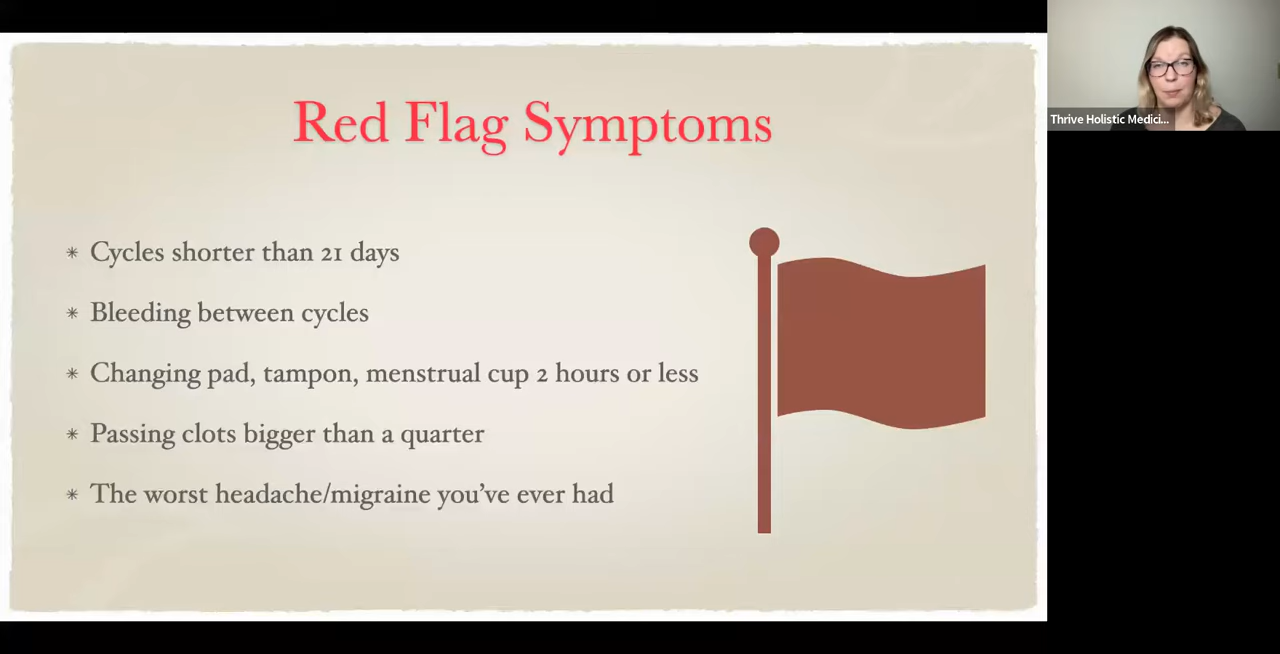 Red Flag Symptoms
Cycles shorter than 21 days
Bleeding between cycles
Changing pad, tampon, menstrual cup 2 hours or less
Passing clots bigger than a quarter
The worst headache/migraine you've ever had
Thrive Holistic Medici...